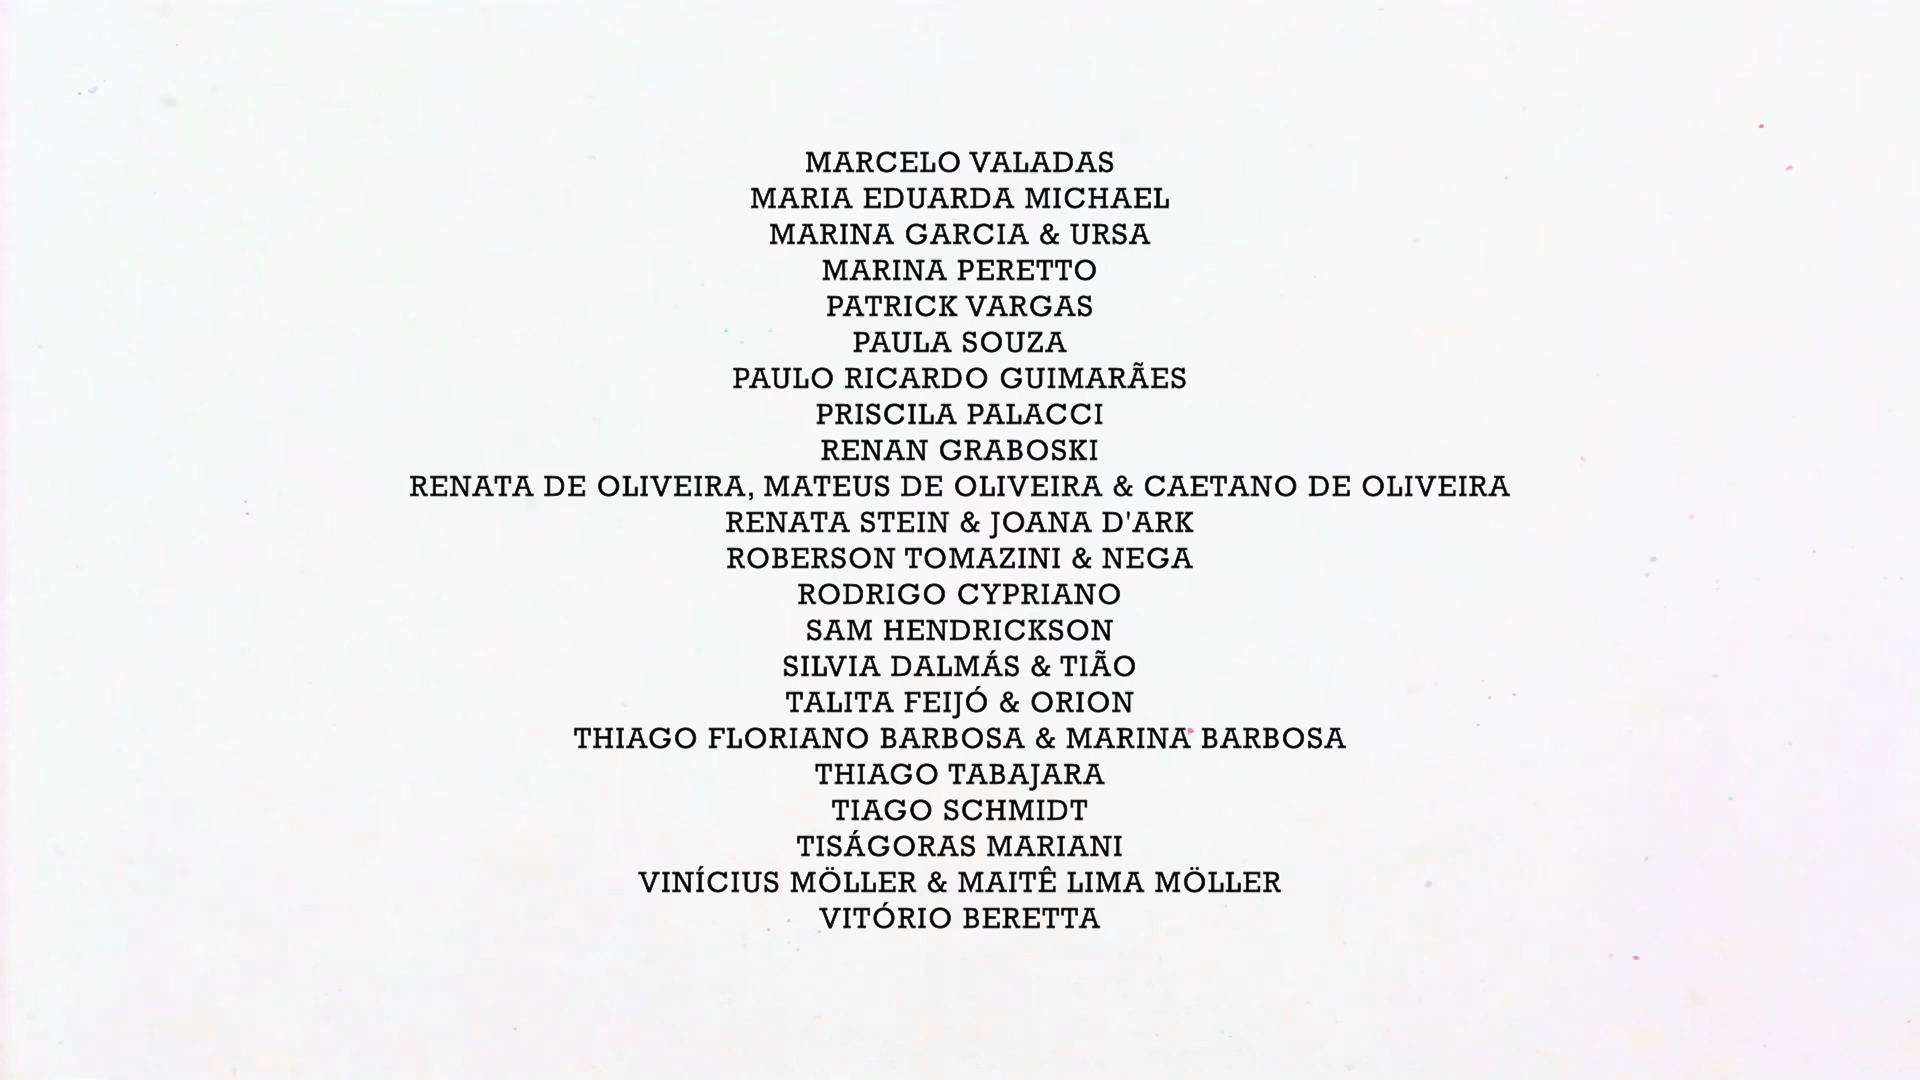 MARCELO VALADAS
MARIA EDUARDA MICHAEL
MARINA GARCIA & URSA
MARINA PERETTO
PATRICK VARGAS
PAULA SOUZA
PAULO RICARDO GUIMARÃES
PRISCILA PALACCI
RENAN GRABOSKI
RENATA DE OLIVEIRA, MATEUS DE OLIVEIRA & CAETANO DE OLIVEIRA
RENATA STEIN & JOANA D'ARK
ROBERSON TOMAZINI & NEGA
RODRIGO CYPRIANO
SAM HENDRICKSON
SILVIA DALMÁS & TIÃO
TALITA FEIJÓ & ORION
THIAGO FLORIANO BARBOSA & MARINA BARBOSA
THIAGO TABAJARA
TIAGO SCHMIDT
TISÁGORAS MARIANI
VINÍCIUS MÖLLER & MAITÊ LIMA MÖLLER
VITÓRIO BERETTA